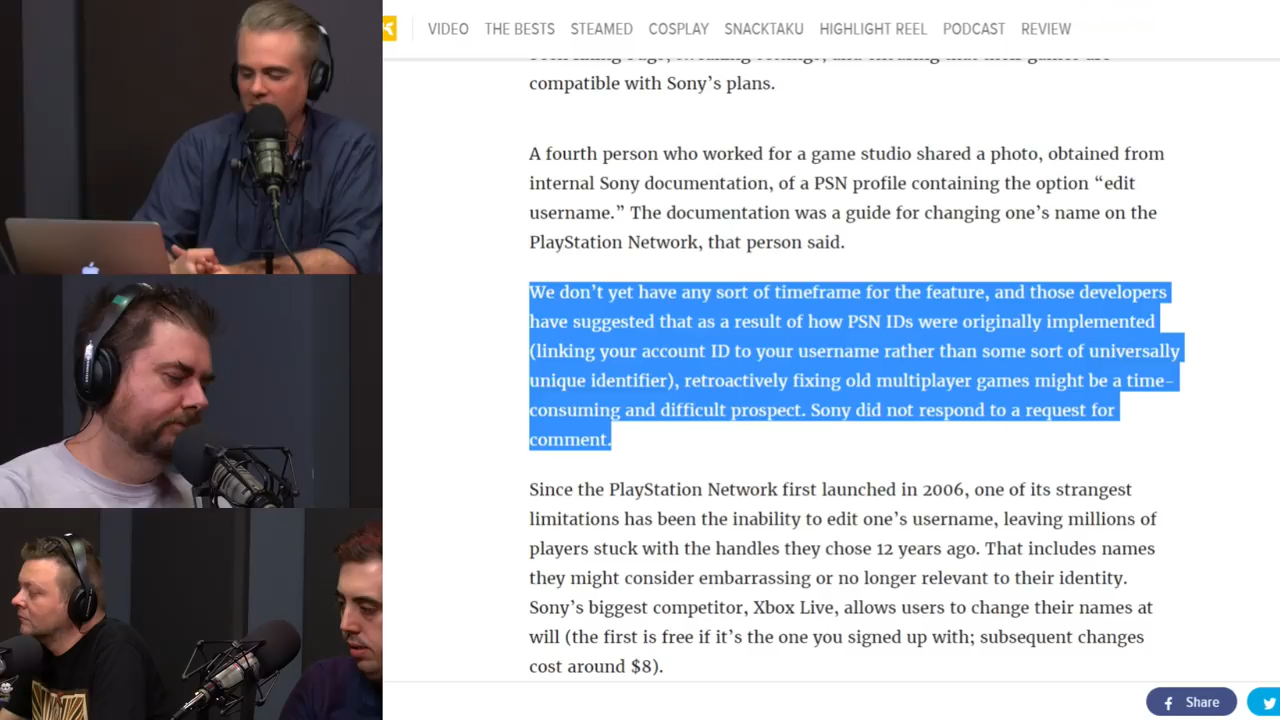 VIDEO THE BESTS STEAMED COSPLAY SNACKTAKU HIGHLIGHT REEL PODCAST REVIEW
compatible with Sony’s plans.
A fourth person who worked for a game studio shared a photo, obtained from
internal Sony documentation, of a PSN profile containing the option “edit
username.” The documentation was a guide for changing one’s name on the
PlayStation Network, that person said.
We don’t yet have any sort of timeframe for the feature, and those developers
have suggested that as a result of how PSN IDs were originally implemented
(linking your account ID to your username rather than some sort of universally
unique identifier), retroactively fixing old multiplayer games might be a time-
consuming and difficult prospect. Sony did not respond to a request for
comment.
Since the PlayStation Network first launched in 2006, one of its strangest
limitations has been the inability to edit one’s username, leaving millions of
players stuck with the handles they chose 12 years ago. That includes names
they might consider embarrassing or no longer relevant to their identity.
Sony’s biggest competitor, Xbox Live, allows users to change their names at
will (the first is free if it’s the one you signed up with; subsequent changes
cost around $8).
Share